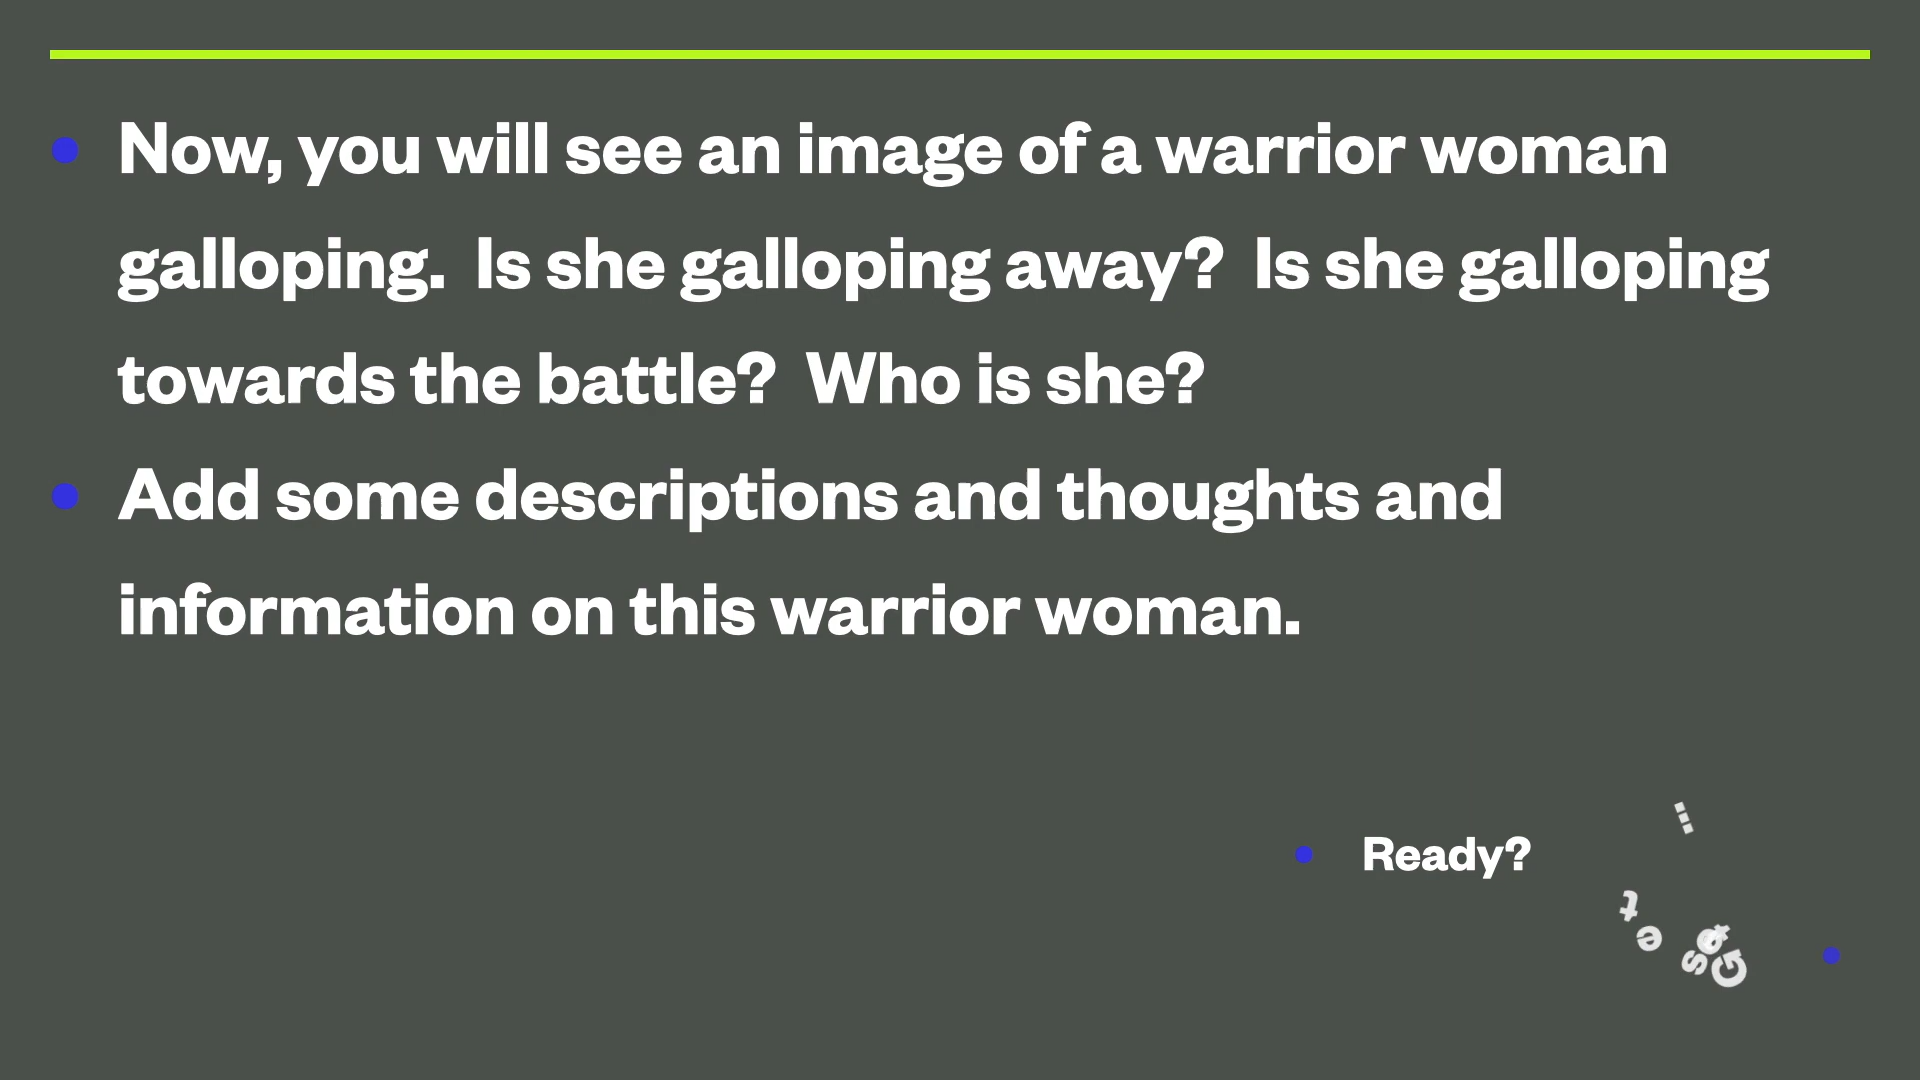 Now, you will see an image of a warrior woman
galloping.  Is she galloping away?  Is she galloping
towards the battle?  Who is she?
Add some descriptions and thoughts and
information on this warrior woman.
Ready?